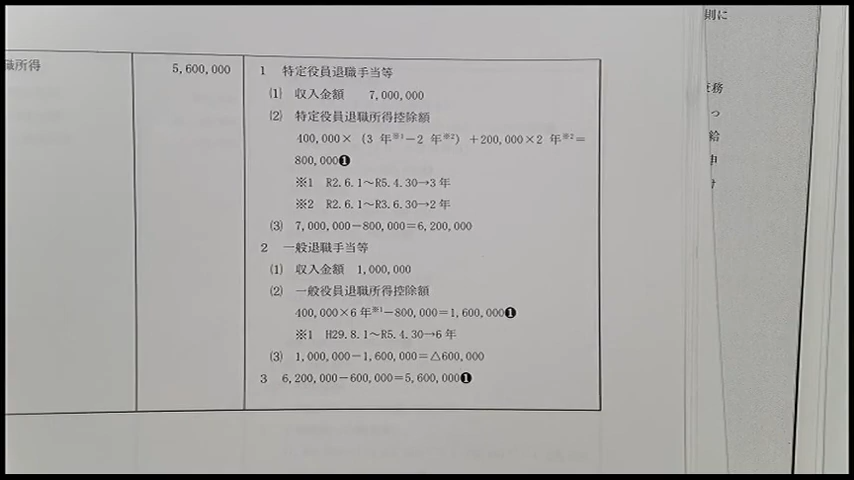 則に
職所得
5,600,000
1 特定役員退職手当等
⑴ 収入金額 7,000,000
⑵ 特定役員退職所得控除額
400,000×(3 年※1−2 年※2)+200,000×2 年※2=
800,000❶
※1 R2.6.1~R5.4.30→3 年
※2 R2.6.1~R3.6.30→2 年
⑶ 7,000,000−800,000=6,200,000
2 一般退職手当等
⑴ 収入金額 1,000,000
⑵ 一般役員退職所得控除額
400,000×6 年※1−800,000=1,600,000❶
※1 H29.8.1~R5.4.30→6 年
⑶ 1,000,000−1,600,000=△600,000
3 6,200,000−600,000=5,600,000❶
務
っ
給
申